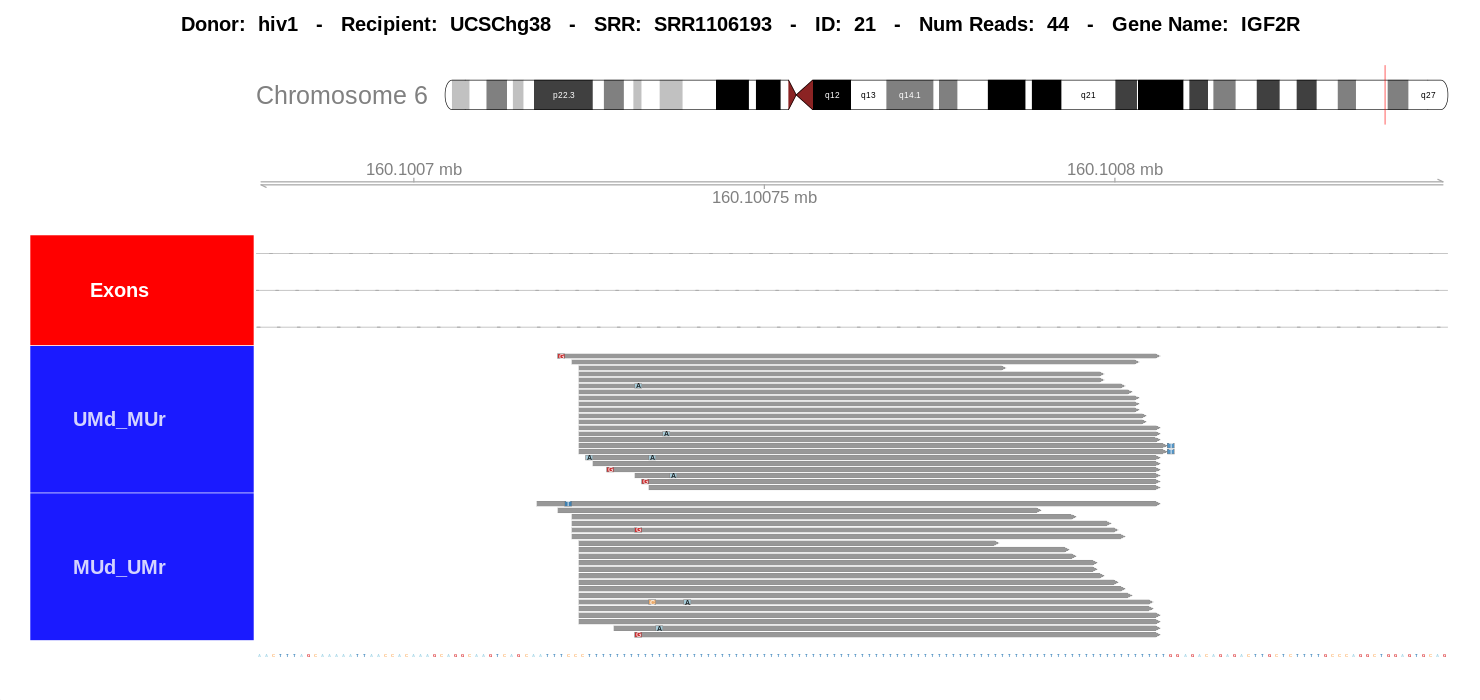 Donor: hiv1 - Recipient: UCSChg38 - SRR: SRR1106193 - ID: 21 - Num Reads: 44 - Gene Name: IGF2R
Chromosome 6
p22.3 q12 q13 q14.1 q21 q27
160.1007 mb 160.1008 mb
160.10075 mb
Exons
G
A
UMd_MUr
A
T
T
A A
G
A
G
T
G
MUd_UMr
A
A
G